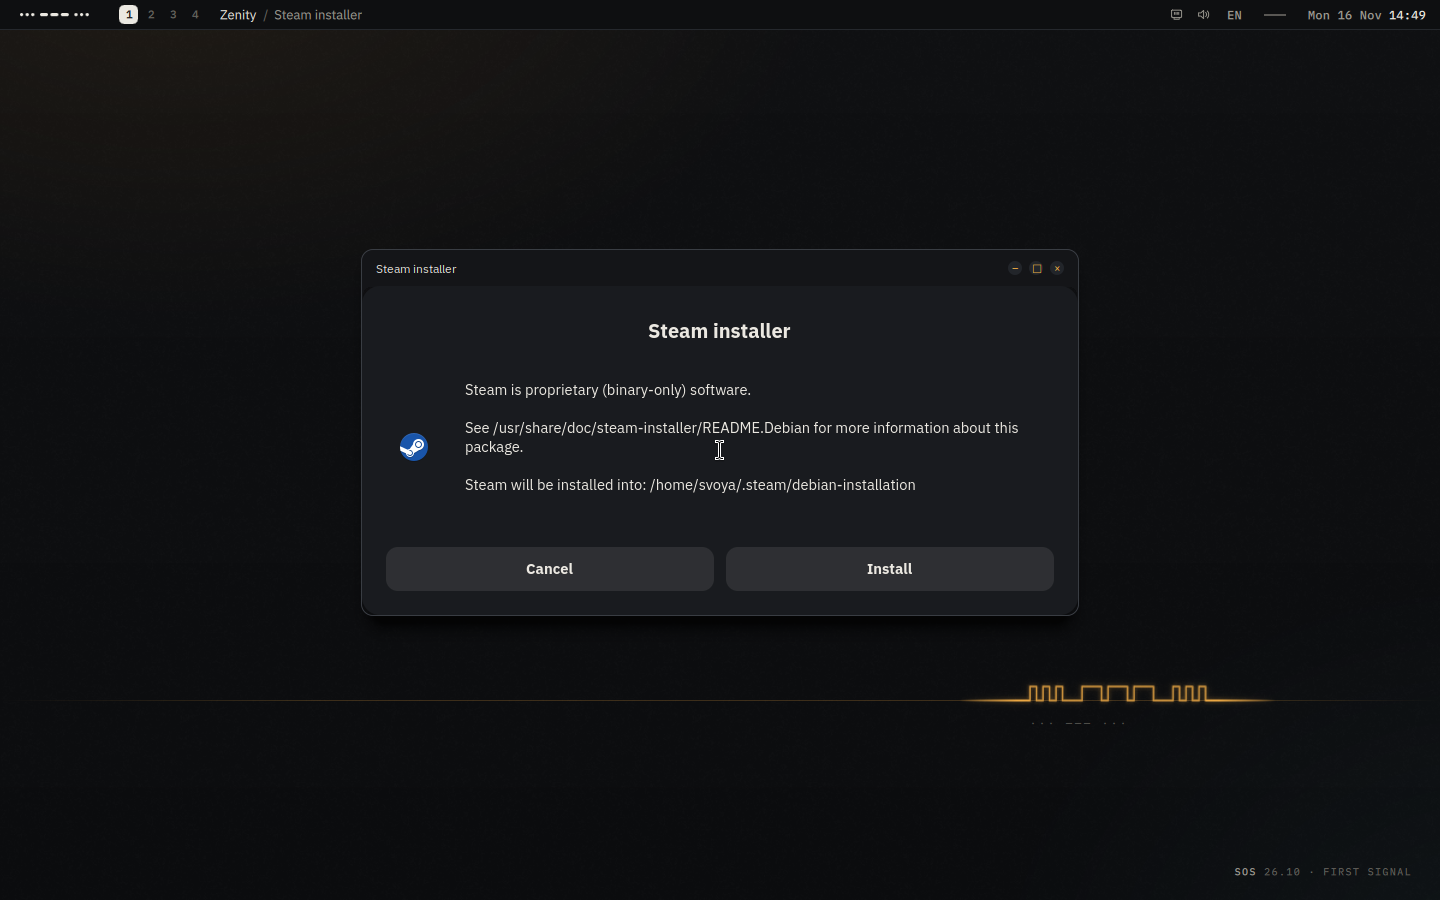 1 2 3 4 Zenity / Steam installer EN Mon 16 Nov 14:49
Steam installer
Steam installer
Steam is proprietary (binary-only) software.
See /usr/share/doc/steam-installer/README.Debian for more information about this
package.
Steam will be installed into: /home/svoya/.steam/debian-installation
Cancel Install
... ——— ...
SOS 26.10 · FIRST SIGNAL